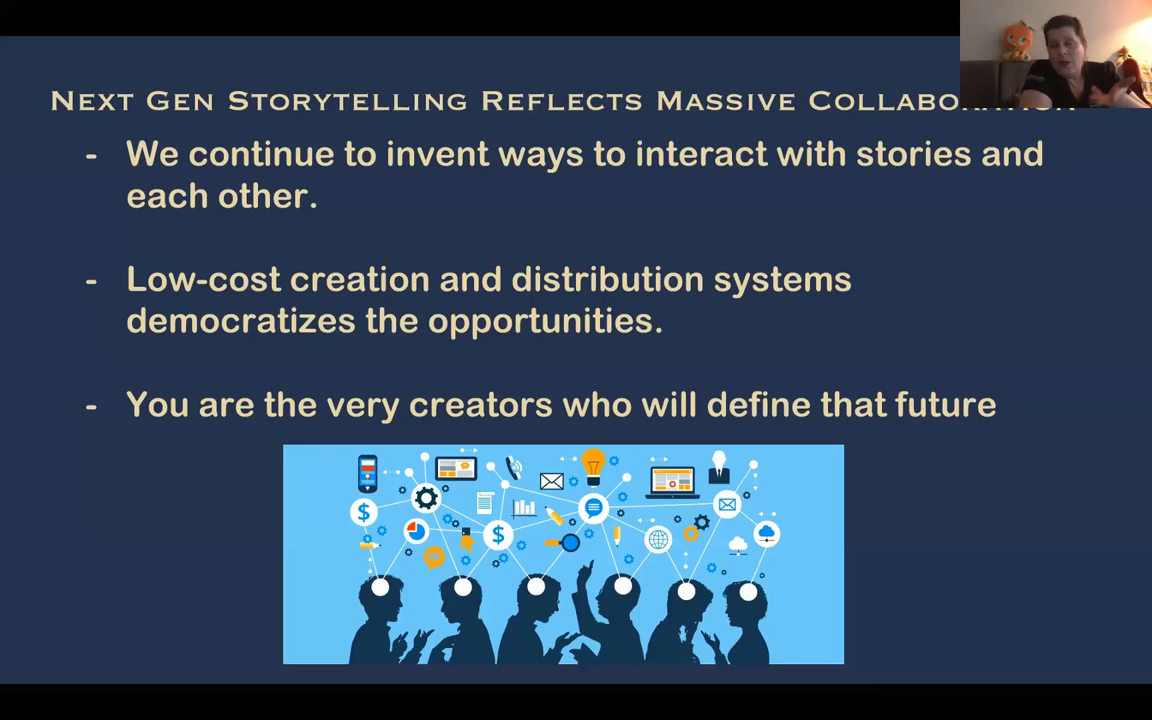 NEXT GEN STORYTELLING REFLECTS MASSIVE COLLABORATION
- We continue to invent ways to interact with stories and
each other.
- Low-cost creation and distribution systems
democratizes the opportunities.
- You are the very creators who will define that future
$
$